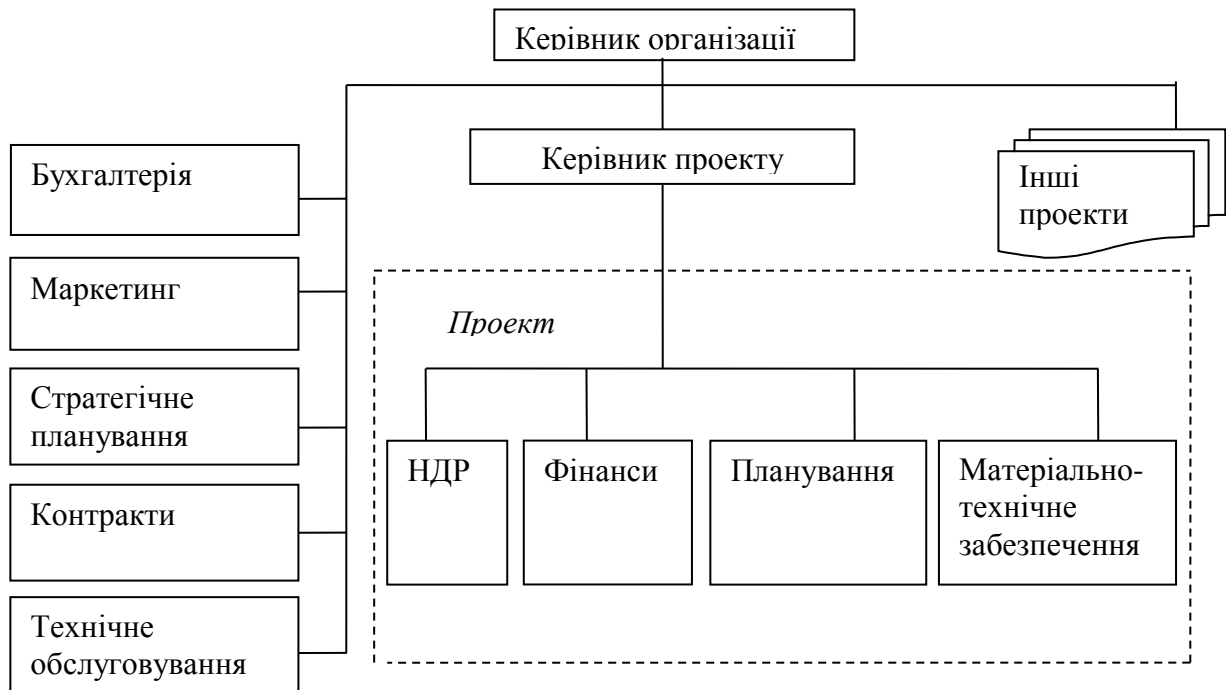 Керівник організації
Керівник проекту
Інші
проекти
Бухгалтерія
Маркетинг
Стратегічне
планування
Контракти
Технічне
обслуговування
Проект
НДР
Фінанси
Планування
Матеріально-
технічне
забезпечення